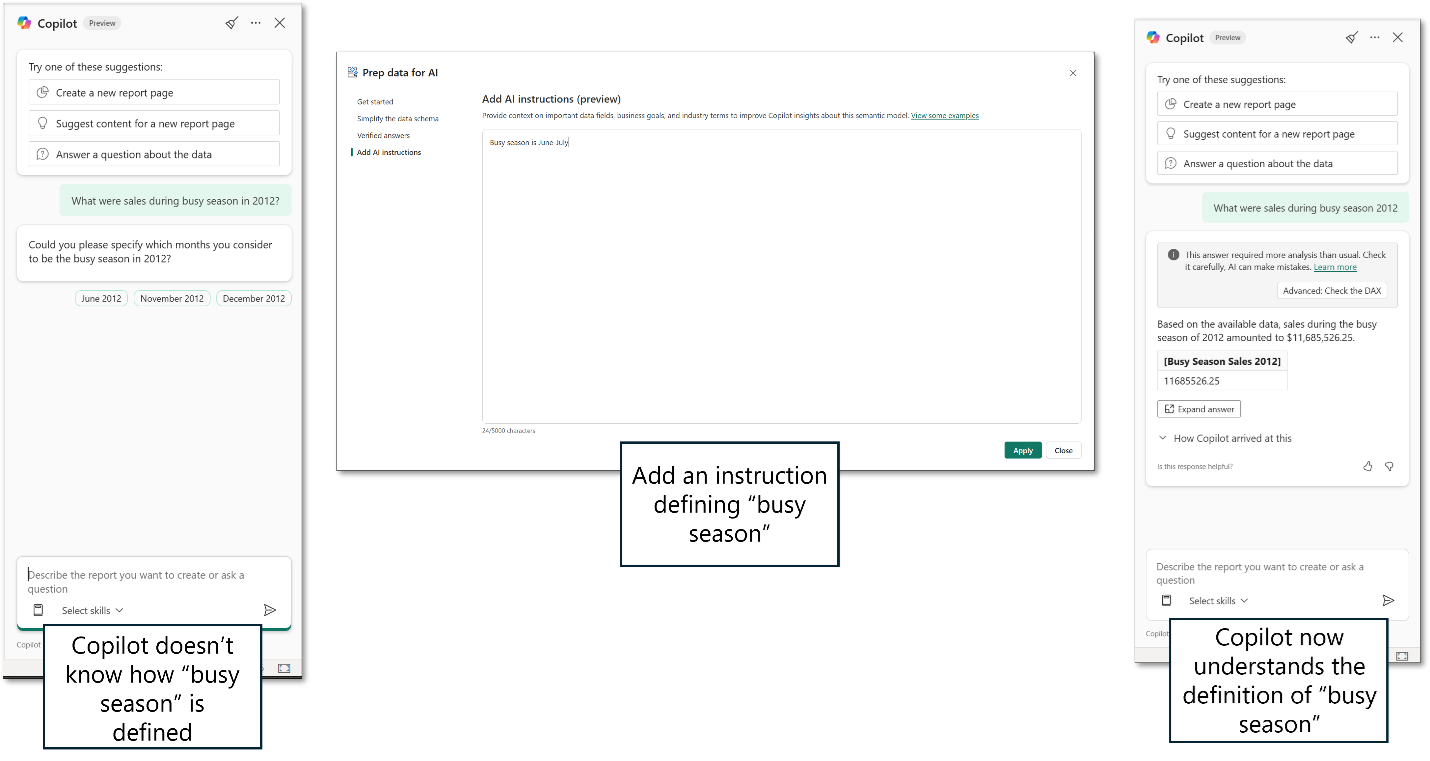 Copilot Preview
Try one of these suggestions:
Create a new report page
Suggest content for a new report page
Answer a question about the data
What were sales during busy season in 2012?
Could you please specify which months you consider
to be the busy season in 2012?
June 2012 November 2012 December 2012
Describe the report you want to create or ask a
question
Select skills
Copilot
Copilot doesn’t
know how “busy
season” is
defined
Prep data for AI
Get started
Simplify the data schema
Verified answers
Add AI instructions
Add AI instructions (preview)
Provide context on important data fields, business goals, and industry terms to improve Copilot insights about this semantic model. View some examples
Busy season is June-July
24/5000 characters
Apply Close
Add an instruction
defining “busy
season”
Copilot Preview
Try one of these suggestions:
Create a new report page
Suggest content for a new report page
Answer a question about the data
What were sales during busy season 2012
This answer required more analysis than usual. Check
it carefully, AI can make mistakes. Learn more
Advanced: Check the DAX
Based on the available data, sales during the busy
season of 2012 amounted to $11,685,526.25.
[Busy Season Sales 2012]
11685526.25
Expand answer
How Copilot arrived at this
Is this response helpful?
Describe the report you want to create or ask a
question
Select skills
Copilot
Copilot now
understands the
definition of “busy
season”